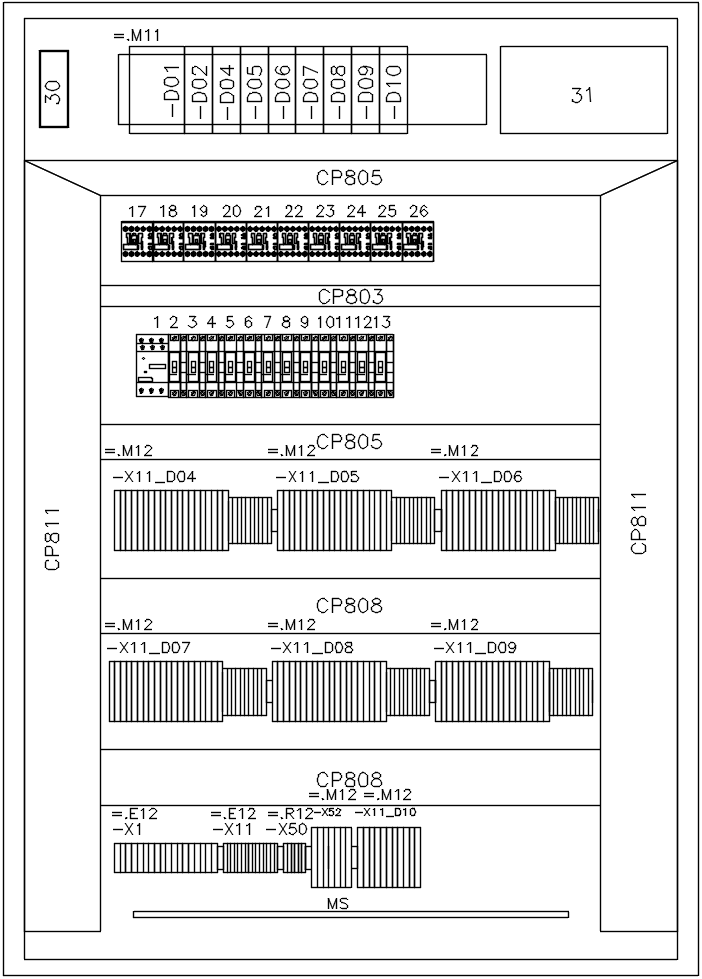 =.M11
30
-D01 -D02 -D04 -D05 -D06 -D07 -D08 -D09 -D10
31
CP805
17 18 19 20 21 22 23 24 25 26
CP803
1 2 3 4 5 6 7 8 9 10 11 12 13
CP805
=.M12 =.M12 =.M12
-X11_D04 -X11_D05 -X11_D06
CP811
CP811
CP808
=.M12 =.M12 =.M12
-X11_D07 -X11_D08 -X11_D09
CP808
=.M12 =.M12
=.E12 =.E12 =.R12 -X52 -X11_D10
-X1 -X11 -X50
MS